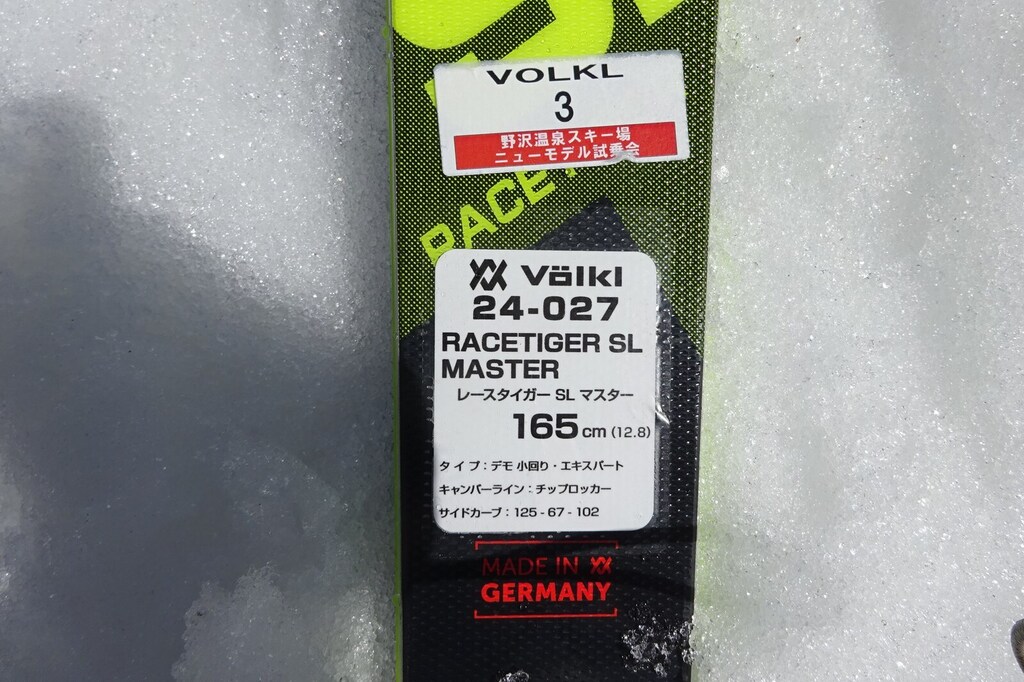 VOLKL
3
野沢温泉スキー場
ニューモデル試乗会
RACET
Völkl
24-027
RACETIGER SL
MASTER
レースタイガー SL マスター
165cm (12.8)
タイプ：デモ 小回り・エキスパート
キャンバーライン：チップロッカー
サイドカーブ：125 - 67 - 102
MADE IN
GERMANY